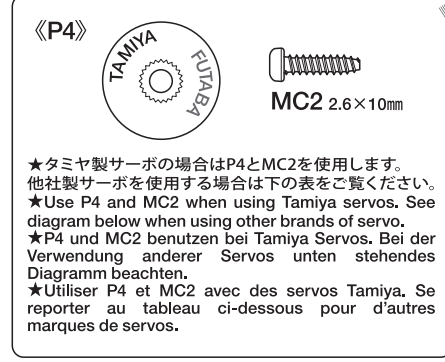 《P4》
TAMIYA
FUTABA
MC2 2.6×10㎜
★タミヤ製サーボの場合はP4とMC2を使用します。
他社製サーボを使用する場合は下の表をご覧ください。
★Use P4 and MC2 when using Tamiya servos. See
diagram below when using other brands of servo.
★P4 und MC2 benutzen bei Tamiya Servos. Bei der
Verwendung anderer Servos unten stehendes
Diagramm beachten.
★Utiliser P4 et MC2 avec des servos Tamiya. Se
reporter au tableau ci-dessous pour d'autres
marques de servos.